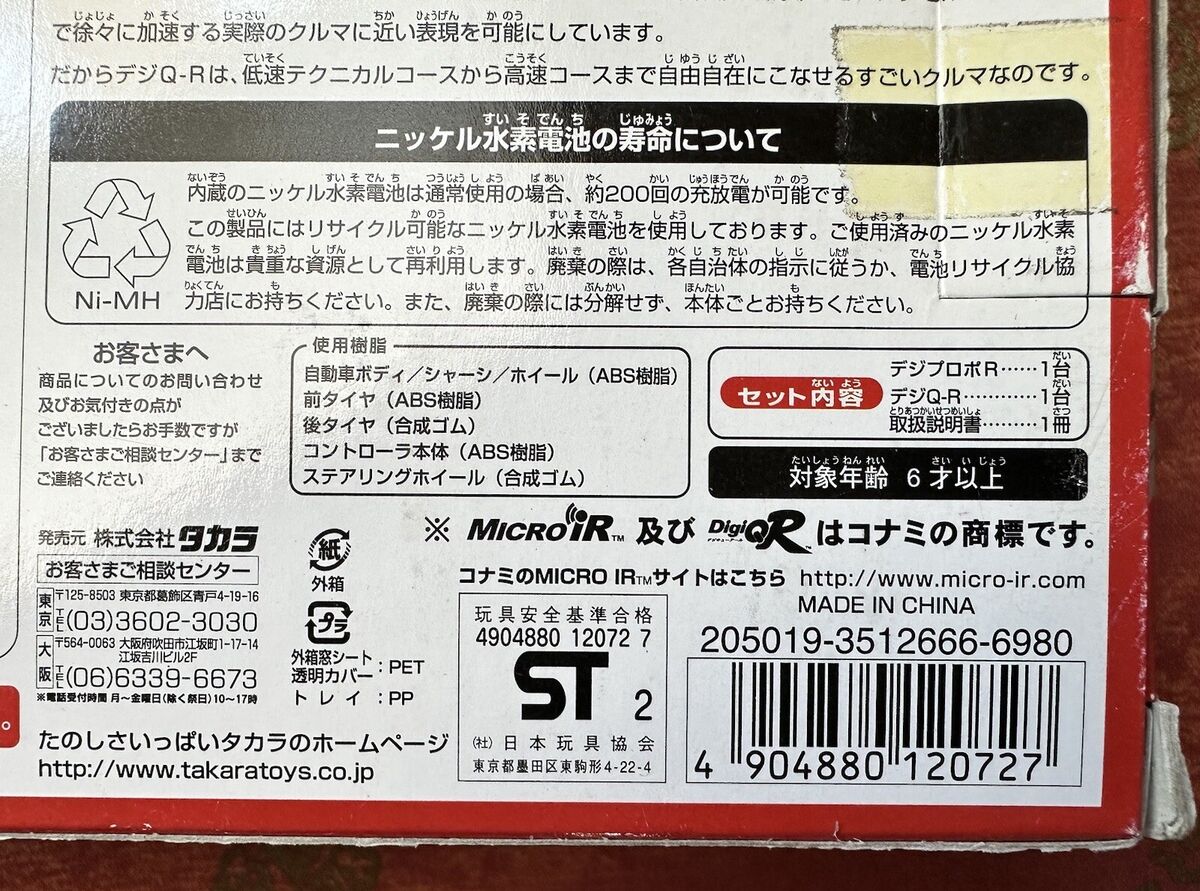 で徐々に加速する実際のクルマに近い表現を可能にしています。
だからデジQ-Rは、低速テクニカルコースから高速コースまで自由自在にこなせるすごいクルマなのです。
ニッケル水素電池の寿命について
内蔵のニッケル水素電池は通常使用の場合、約200回の充放電が可能です。
この製品にはリサイクル可能なニッケル水素電池を使用しております。ご使用済みのニッケル水素
電池は貴重な資源として再利用します。廃棄の際は、各自治体の指示に従うか、電池リサイクル協
力店にお持ちください。また、廃棄の際には分解せず、本体ごとお持ちください。
Ni-MH
お客さまへ
商品についてのお問い合わせ
及びお気付きの点が
ございましたらお手数ですが
「お客さまご相談センター」まで
ご連絡ください
使用樹脂
自動車ボディ／シャーシ／ホイール（ABS樹脂）
前タイヤ（ABS樹脂）
後タイヤ（合成ゴム）
コントローラ本体（ABS樹脂）
ステアリングホイール（合成ゴム）
セット内容
デジプロポR……1台
デジQ-R…………1台
取扱説明書………1冊
対象年齢 6才以上
※ MICRO iR™ 及び DigiQR™ はコナミの商標です。
コナミのMICRO IR™サイトはこちら http://www.micro-ir.com
MADE IN CHINA
発売元 株式会社タカラ
お客さまご相談センター
東京 〒125-8503 東京都葛飾区青戸4-19-16
TEL (03)3602-3030
大阪 〒564-0063 大阪府吹田市江坂町1-17-14
江坂吉川ビル2F
TEL (06)6339-6673
※電話受付時間 月～金曜日(除く祭日)10～17時
たのしさいっぱいタカラのホームページ
http://www.takaratoys.co.jp
紙
外箱
プラ
外箱窓シート
透明カバー：PET
トレイ：PP
玩具安全基準合格
4904880 12072 7
ST 2
(社)日本玩具協会
東京都墨田区東駒形4-22-4
205019-3512666-6980
4 904880 120727